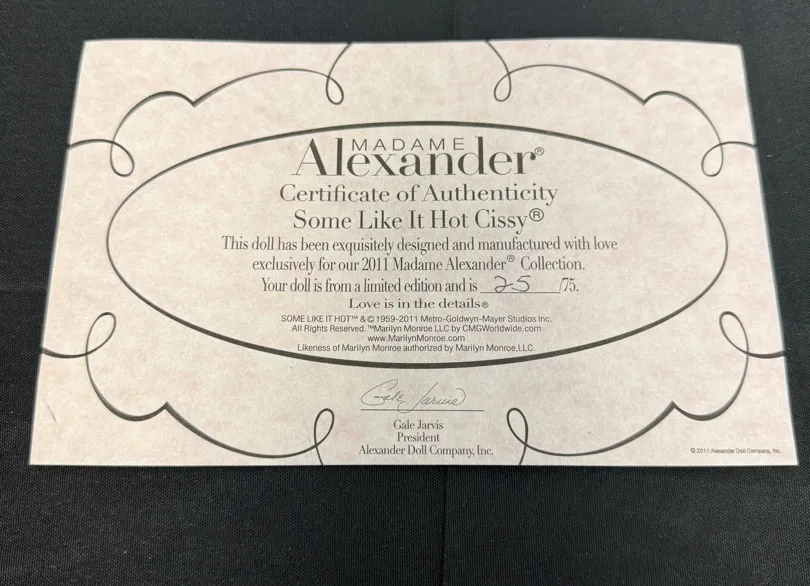 MADAME
Alexander®
Certificate of Authenticity
Some Like It Hot Cissy®
This doll has been exquisitely designed and manufactured with love
exclusively for our 2011 Madame Alexander® Collection.
Your doll is from a limited edition and is 25 /75.
Love is in the details®
SOME LIKE IT HOT™ & © 1959-2011 Metro-Goldwyn-Mayer Studios Inc.
All Rights Reserved. ™Marilyn Monroe LLC by CMGWorldwide.com
www.MarilynMonroe.com
Likeness of Marilyn Monroe authorized by Marilyn Monroe, LLC.
Gale Jarvis
Gale Jarvis
President
Alexander Doll Company, Inc.
© 2011 Alexander Doll Company, Inc.